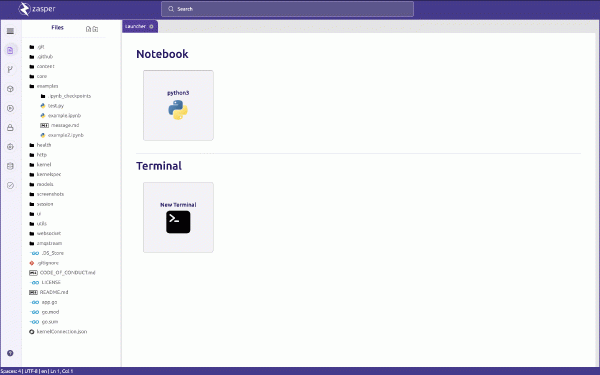 zasper
Search
Files
Launcher
.git
.github
content
core
examples
.ipynb_checkpoints
test.py
example.ipynb
message.md
example2.ipynb
health
http
kernel
kernelspec
models
screenshots
session
ui
utils
websocket
zmqstream
.DS_Store
.gitignore
CODE_OF_CONDUCT.md
LICENSE
README.md
app.go
go.mod
go.sum
kernelConnection.json
Notebook
python3
Terminal
New Terminal
Spaces: 4 | UTF-8 | en | Ln 1, Col 1